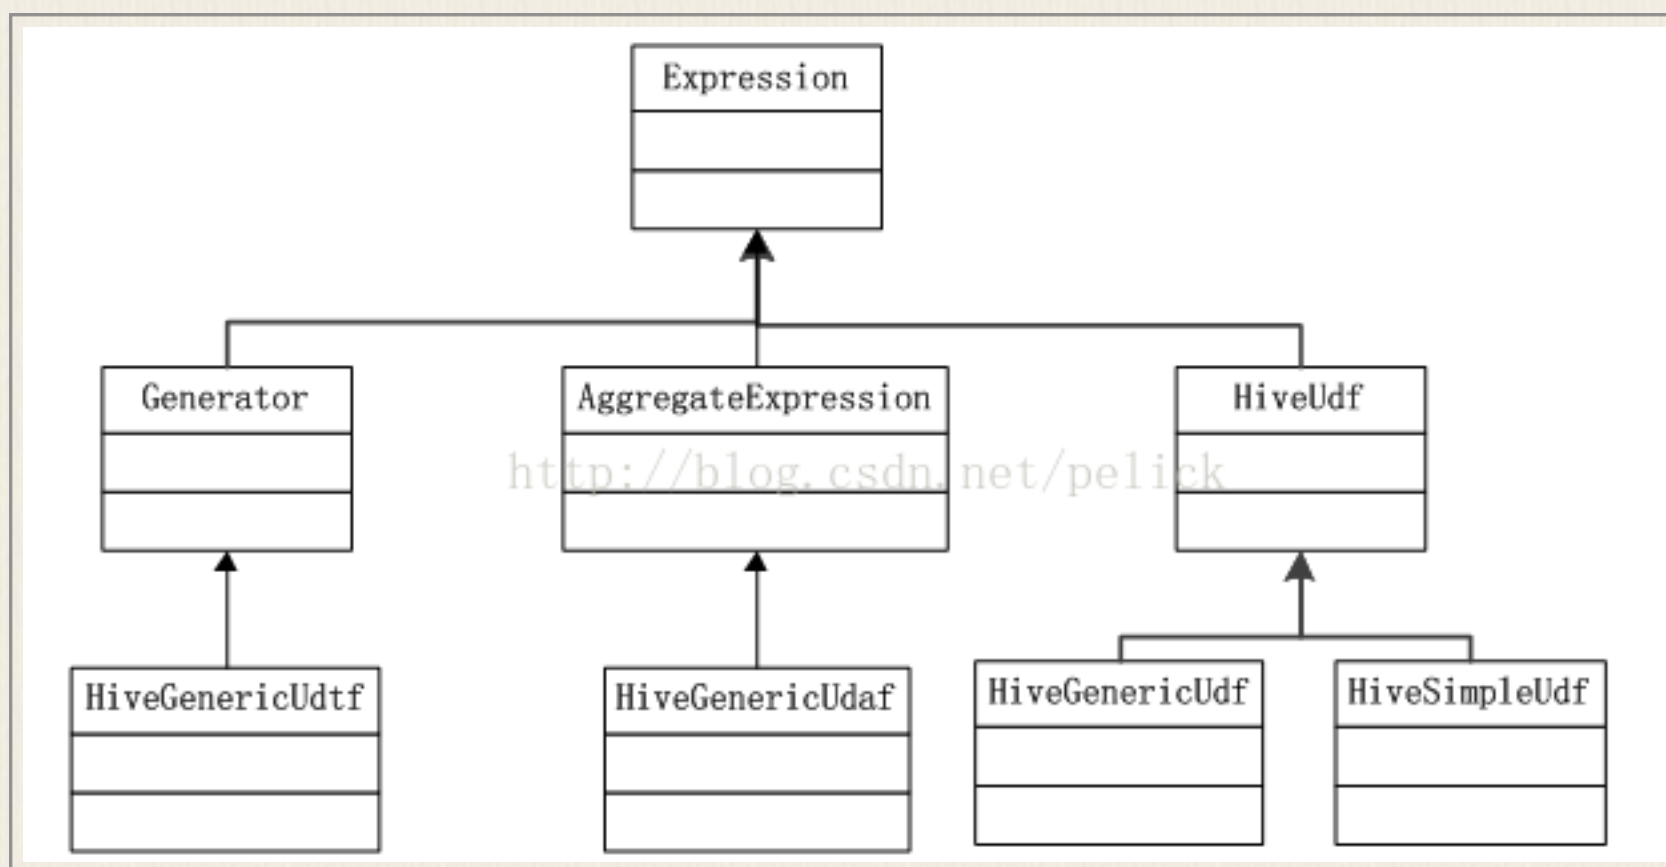 Expression
Generator
AggregateExpression
HiveUdf
http://blog.csdn.net/pelick
HiveGenericUdtf
HiveGenericUdaf
HiveGenericUdf
HiveSimpleUdf